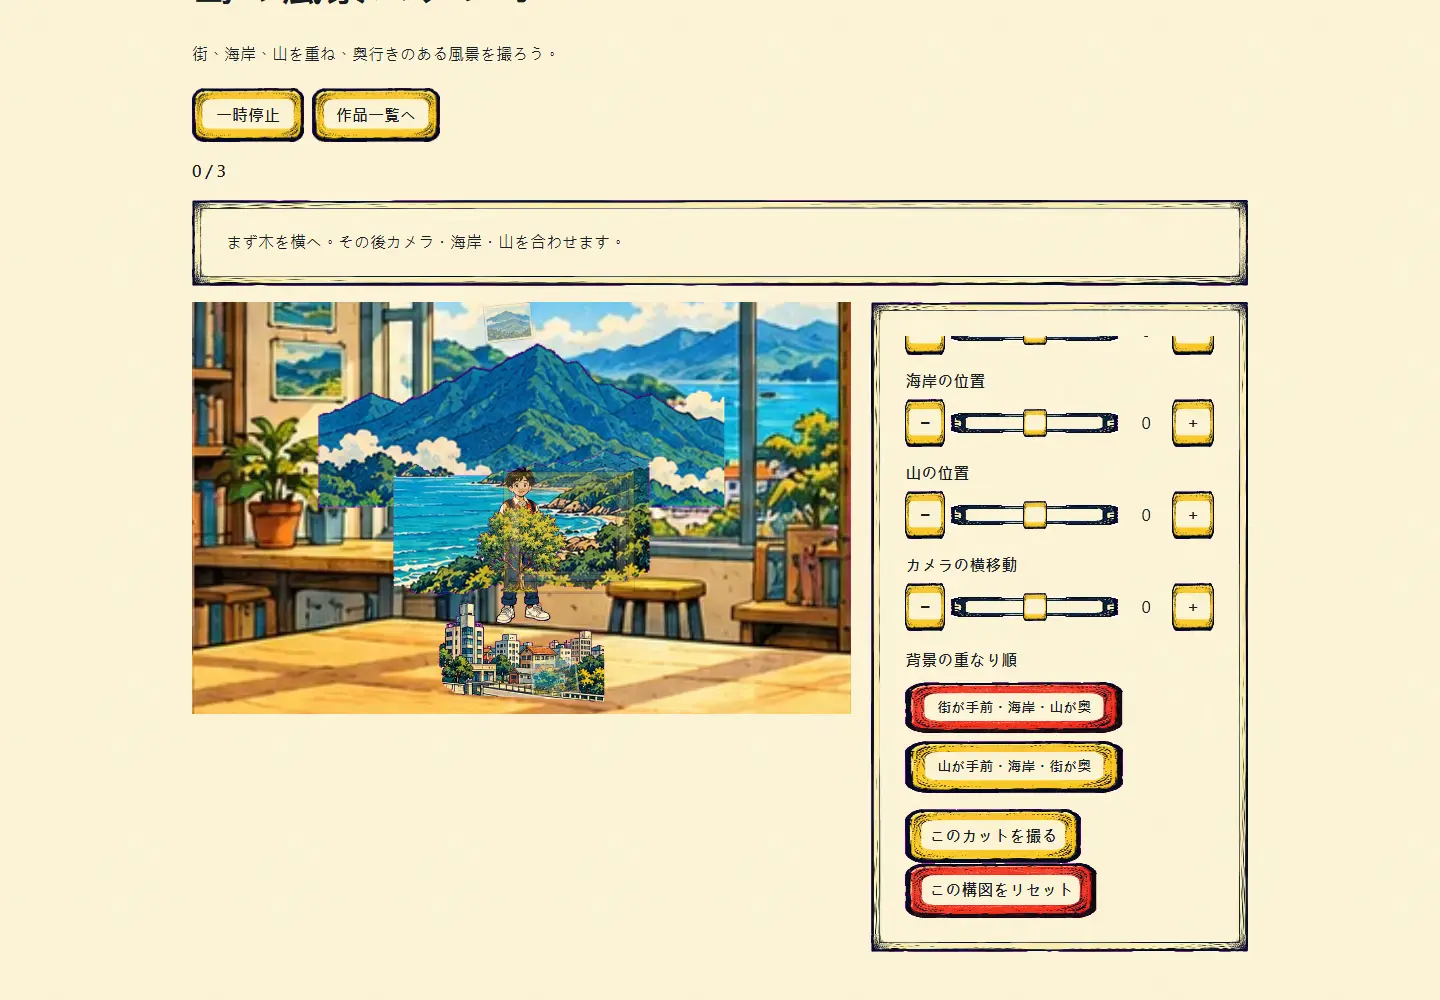 街、海岸、山を重ね、奥行きのある風景を撮ろう。
一時停止
作品一覧へ
0 / 3
まず木を横へ。その後カメラ・海岸・山を合わせます。
海岸の位置
− 0 +
山の位置
− 0 +
カメラの横移動
− 0 +
背景の重なり順
街が手前・海岸・山が奥
山が手前・海岸・街が奥
このカットを撮る
この構図をリセット